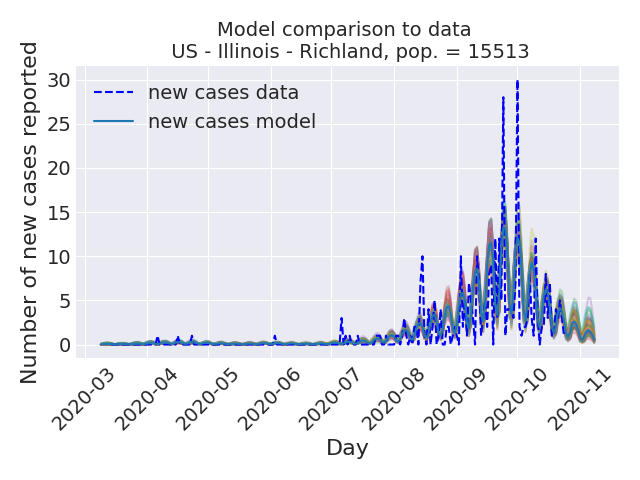 Model comparison to data
US - Illinois - Richland, pop. = 15513
Number of new cases reported
30
25
20
15
10
5
0
new cases data
new cases model
2020-03
2020-04
2020-05
2020-06
2020-07
2020-08
2020-09
2020-10
2020-11
Day